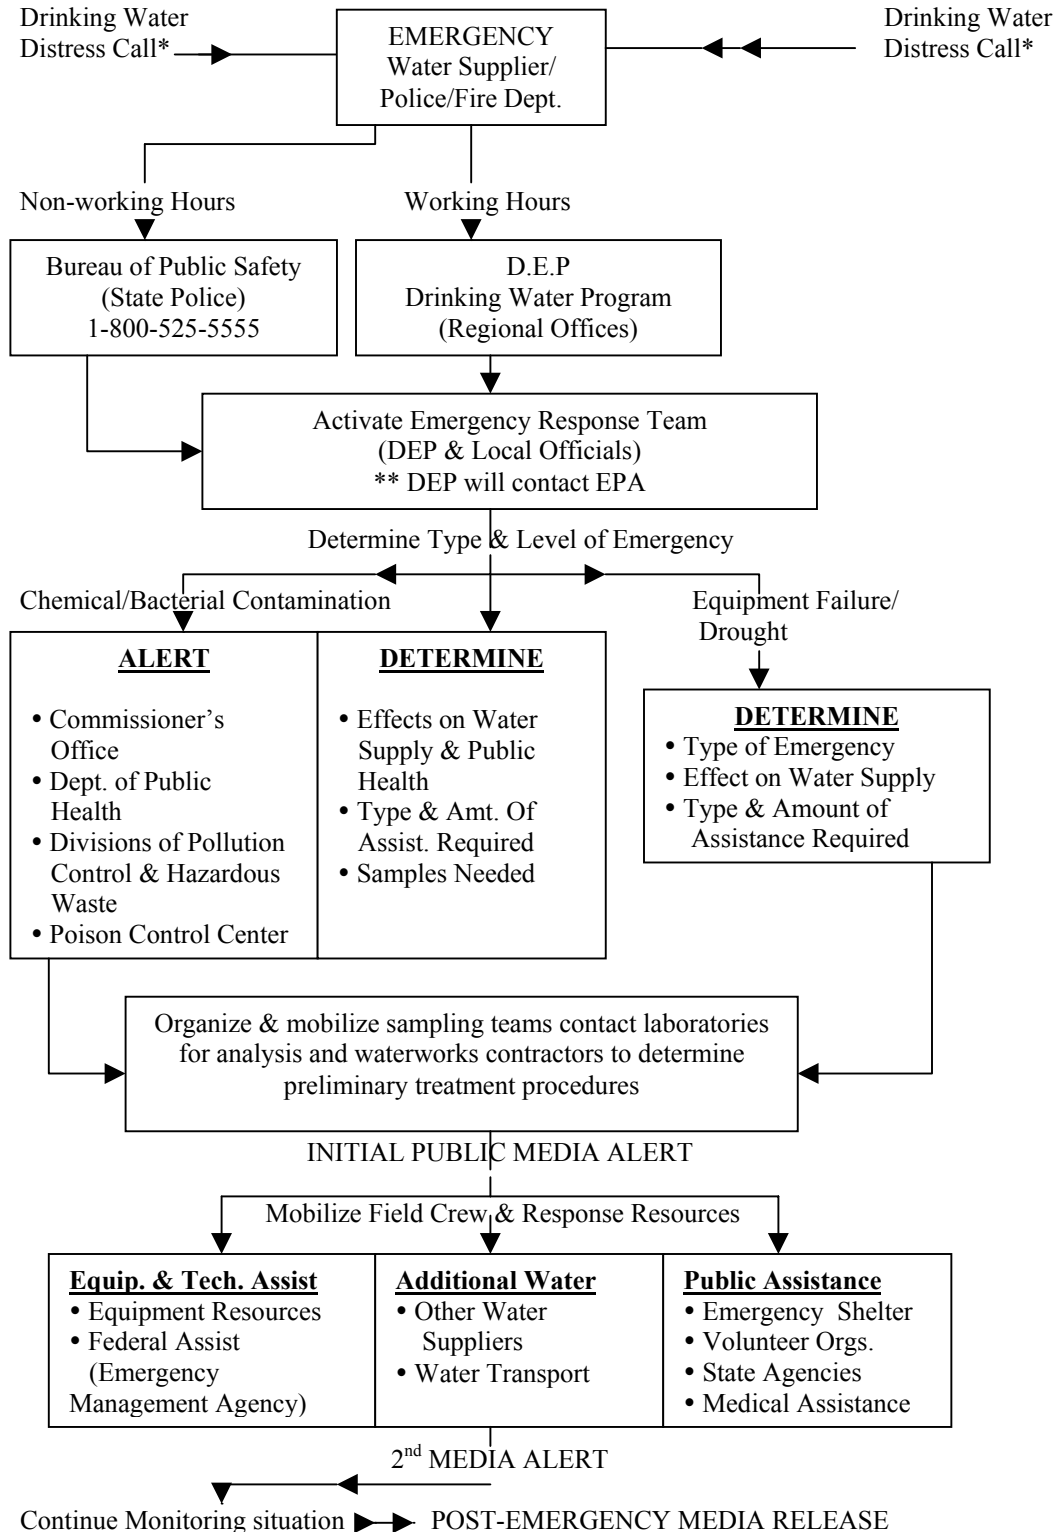 Drinking Water
Distress Call*
EMERGENCY
Water Supplier/
Police/Fire Dept.
Drinking Water
Distress Call*
Non-working Hours
Working Hours
Bureau of Public Safety
(State Police)
1-800-525-5555
D.E.P
Drinking Water Program
(Regional Offices)
Activate Emergency Response Team
(DEP & Local Officials)
** DEP will contact EPA
Determine Type & Level of Emergency
Chemical/Bacterial Contamination
Equipment Failure/
Drought
ALERT
• Commissioner's
Office
• Dept. of Public
Health
• Divisions of Pollution
Control & Hazardous
Waste
• Poison Control Center
DETERMINE
• Effects on Water
Supply & Public
Health
• Type & Amt. Of
Assist. Required
• Samples Needed
DETERMINE
• Type of Emergency
• Effect on Water Supply
• Type & Amount of
Assistance Required
Organize & mobilize sampling teams contact laboratories
for analysis and waterworks contractors to determine
preliminary treatment procedures
INITIAL PUBLIC MEDIA ALERT
Mobilize Field Crew & Response Resources
Equip. & Tech. Assist
• Equipment Resources
• Federal Assist
(Emergency
Management Agency)
Additional Water
• Other Water
Suppliers
• Water Transport
Public Assistance
• Emergency Shelter
• Volunteer Orgs.
• State Agencies
• Medical Assistance
2nd MEDIA ALERT
Continue Monitoring situation
POST-EMERGENCY MEDIA RELEASE